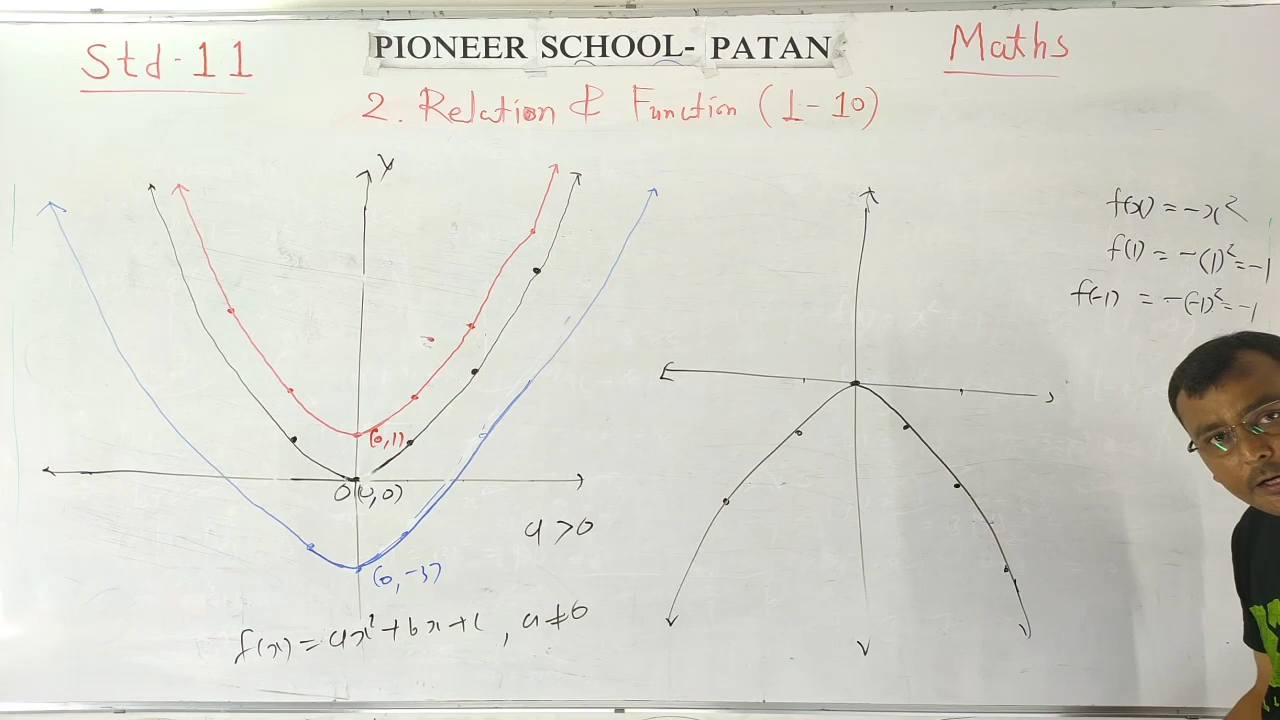 Std-11
PIONEER SCHOOL- PATAN
Maths
2. Relation & Function (1-10)
y
(0,1)
O(0,0)
a>0
(0,-3)
f(x) = ax²+bx+c, a≠0
f(x) = -x²
f(1) = -(1)²=-1
f(-1) = -(-1)²=-1